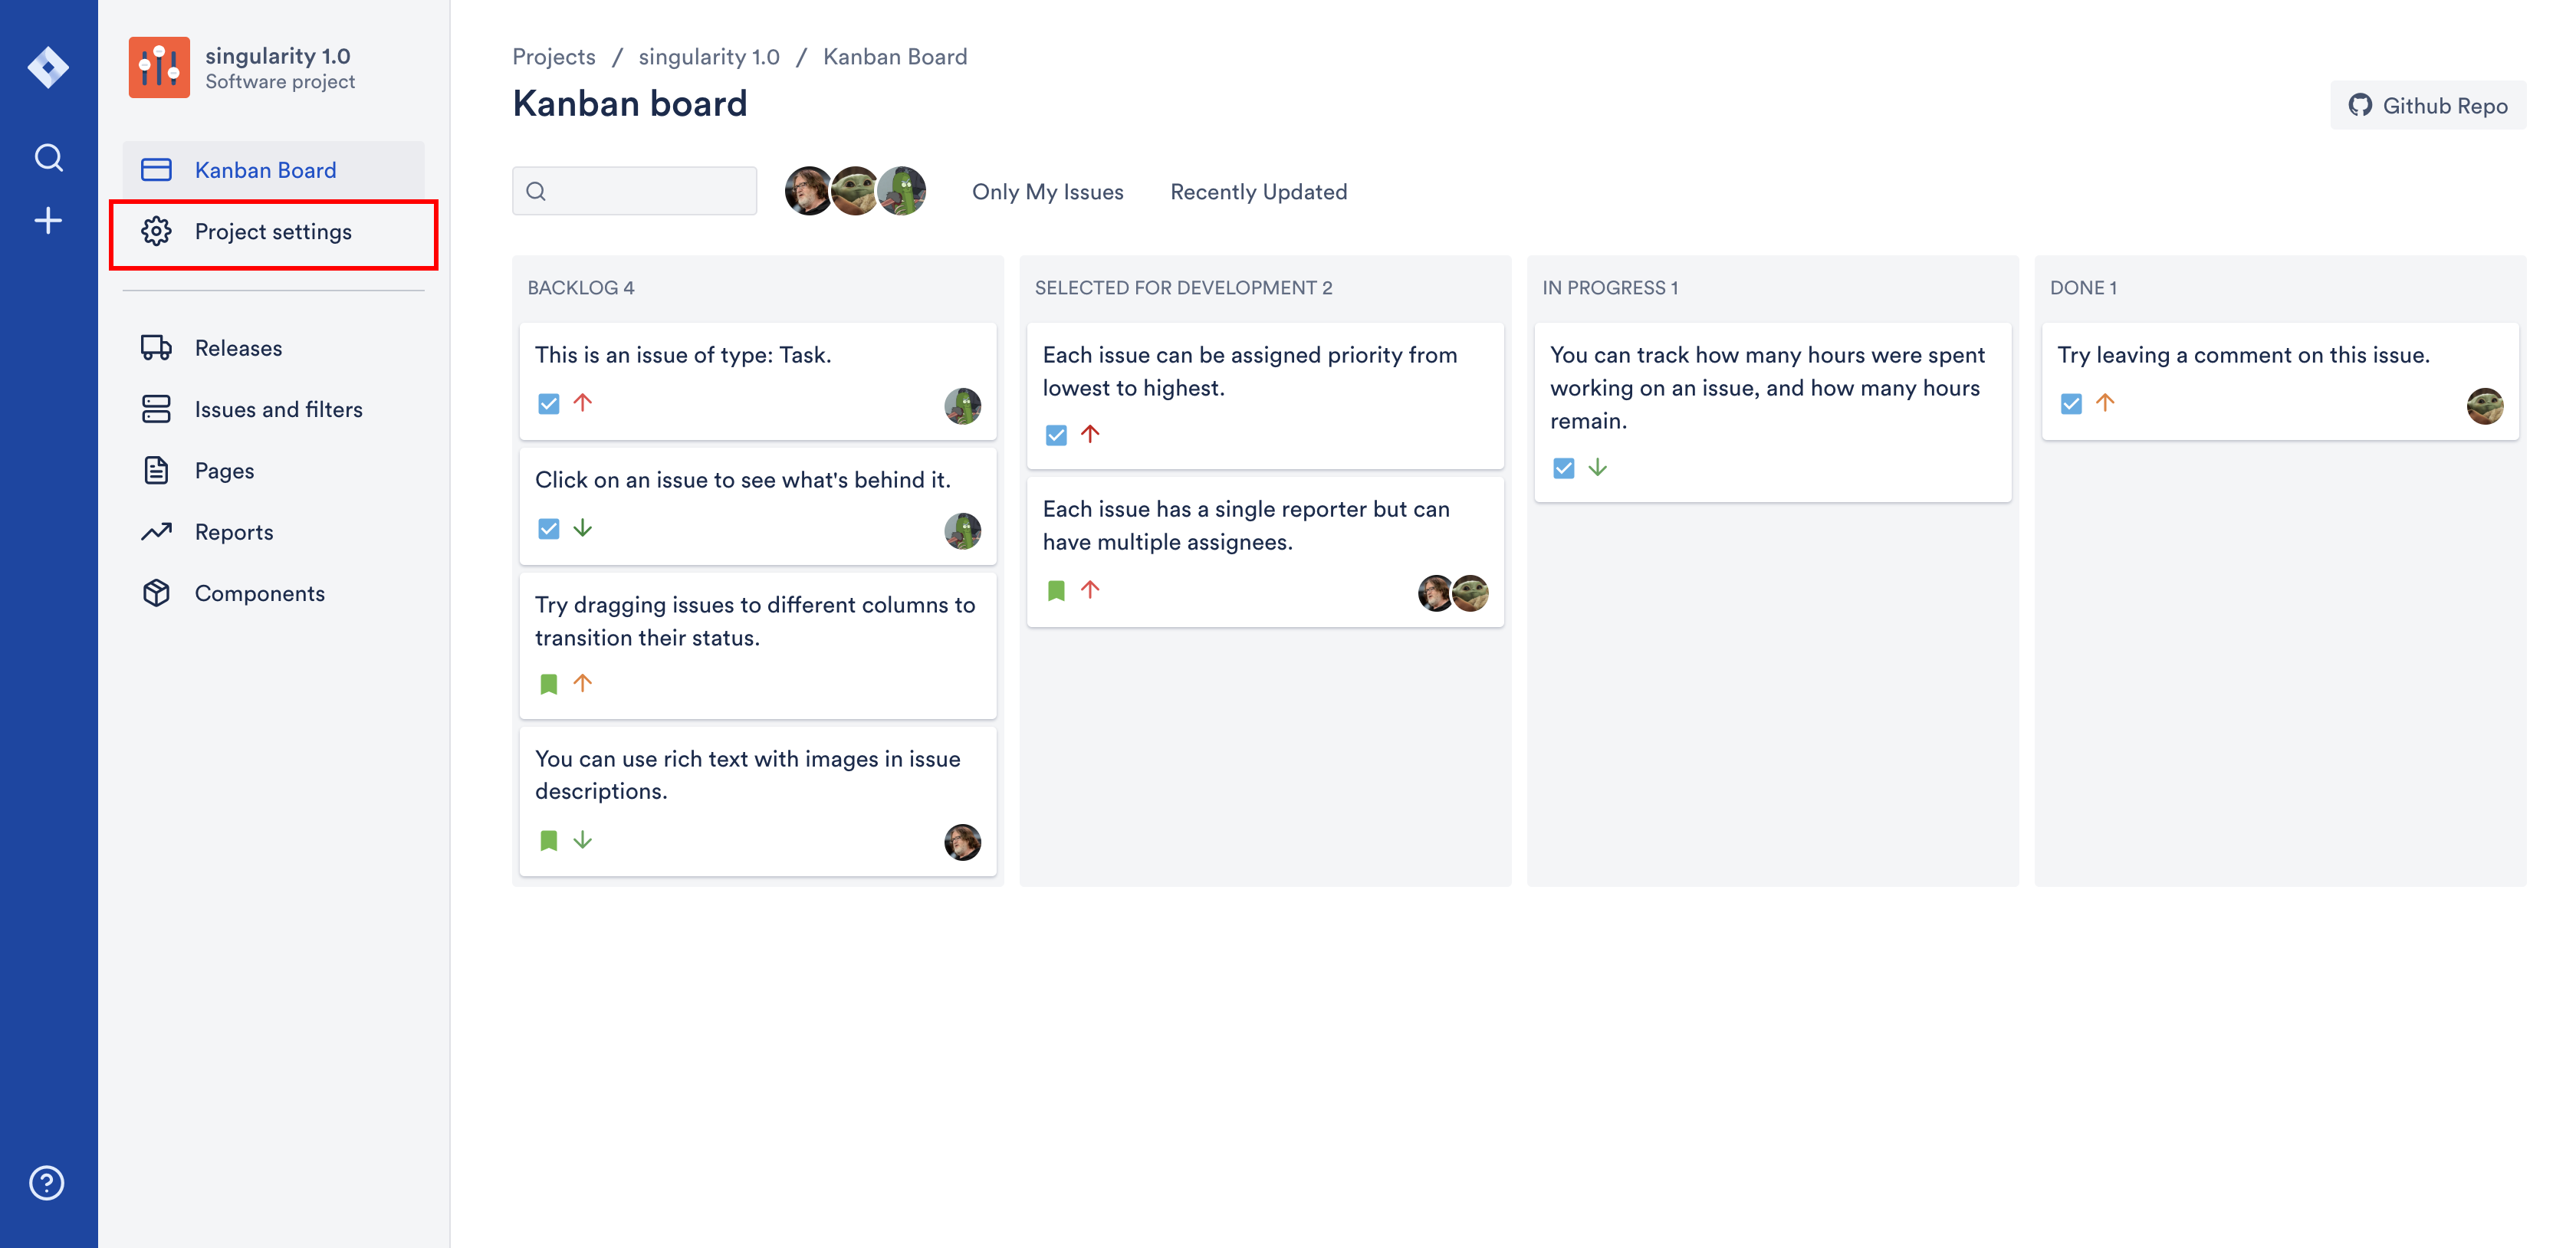 singularity 1.0
Software project
Kanban Board
Project settings
Releases
Issues and filters
Pages
Reports
Components
Projects / singularity 1.0 / Kanban Board
Kanban board
Github Repo
Only My Issues
Recently Updated
BACKLOG 4
This is an issue of type: Task.
Click on an issue to see what's behind it.
Try dragging issues to different columns to
transition their status.
You can use rich text with images in issue
descriptions.
SELECTED FOR DEVELOPMENT 2
Each issue can be assigned priority from
lowest to highest.
Each issue has a single reporter but can
have multiple assignees.
IN PROGRESS 1
You can track how many hours were spent
working on an issue, and how many hours
remain.
DONE 1
Try leaving a comment on this issue.